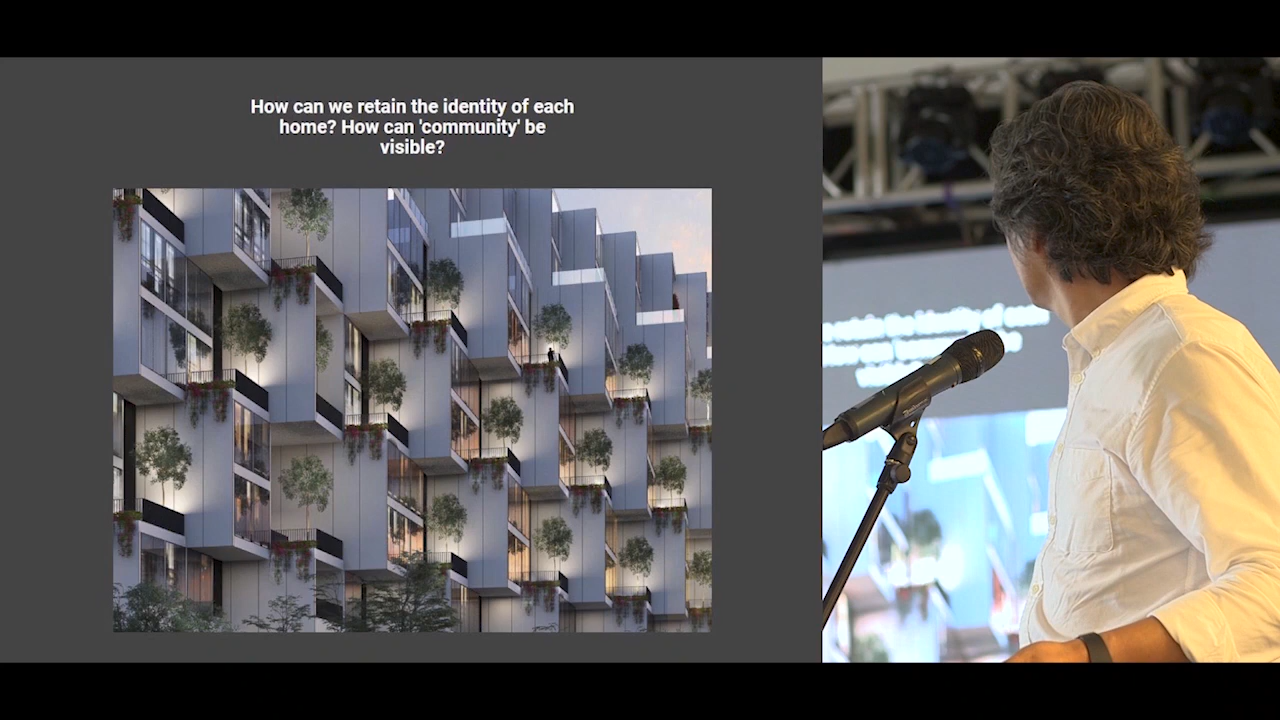 How can we retain the identity of each
home? How can 'community' be
visible?